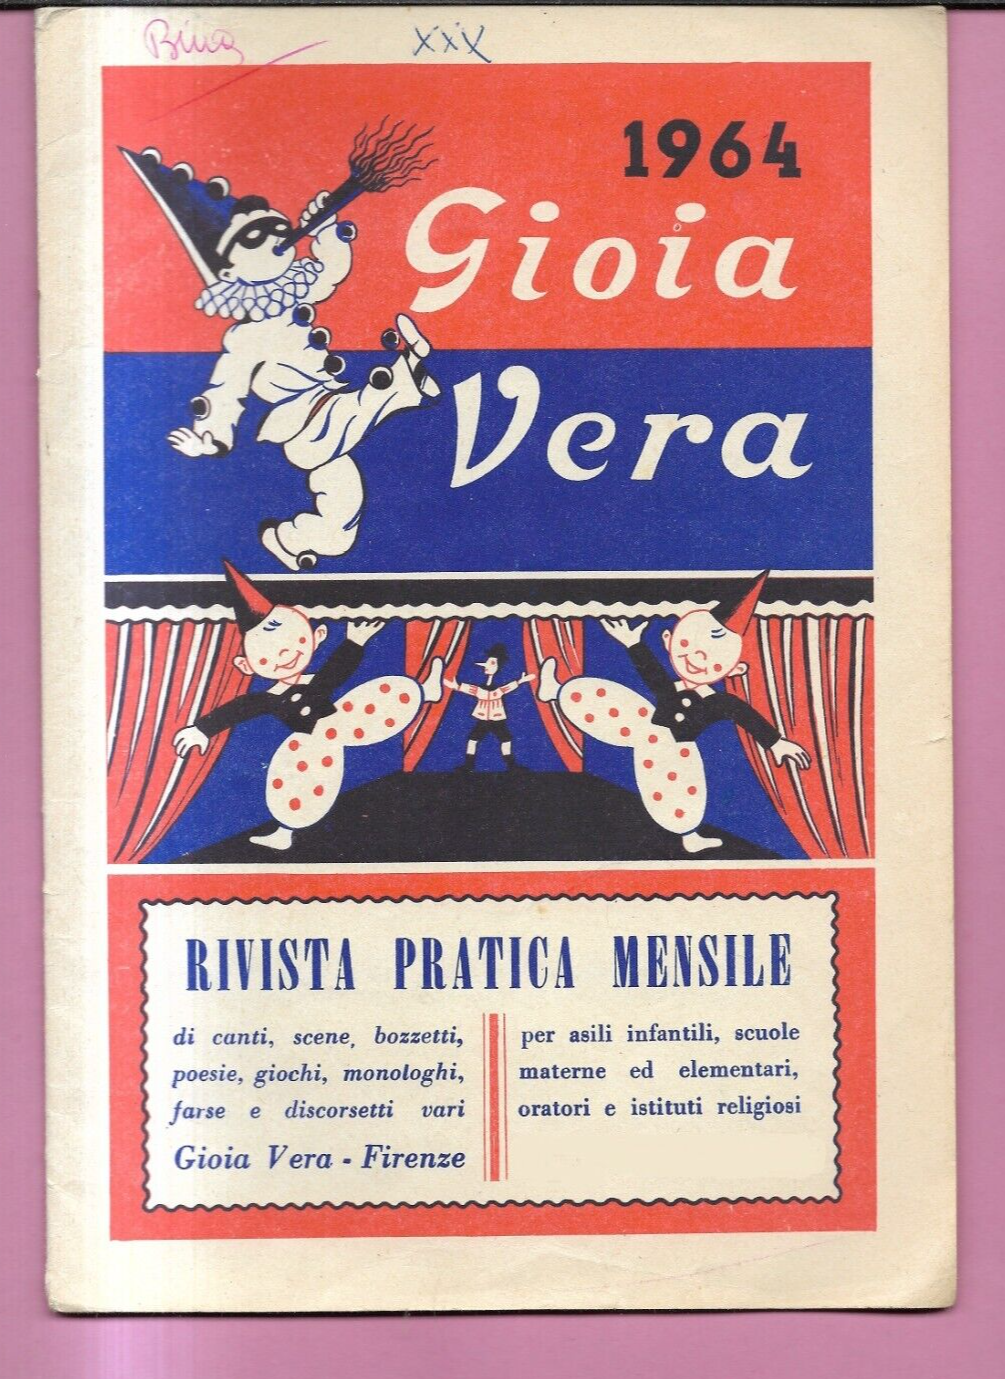 XXX
1964
Gioia
Vera
RIVISTA PRATICA MENSILE
di canti, scene, bozzetti,
poesie, giochi, monologhi,
farse e discorsetti vari
Gioia Vera - Firenze
per asili infantili, scuole
materne ed elementari,
oratori e istituti religiosi